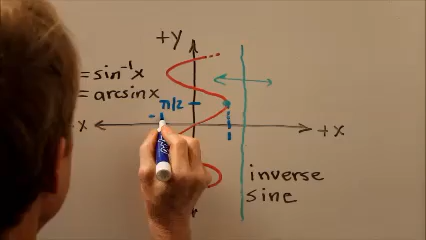 +y
= sin⁻¹x
= arcsinx
π/2
-x
+x
inverse
sine